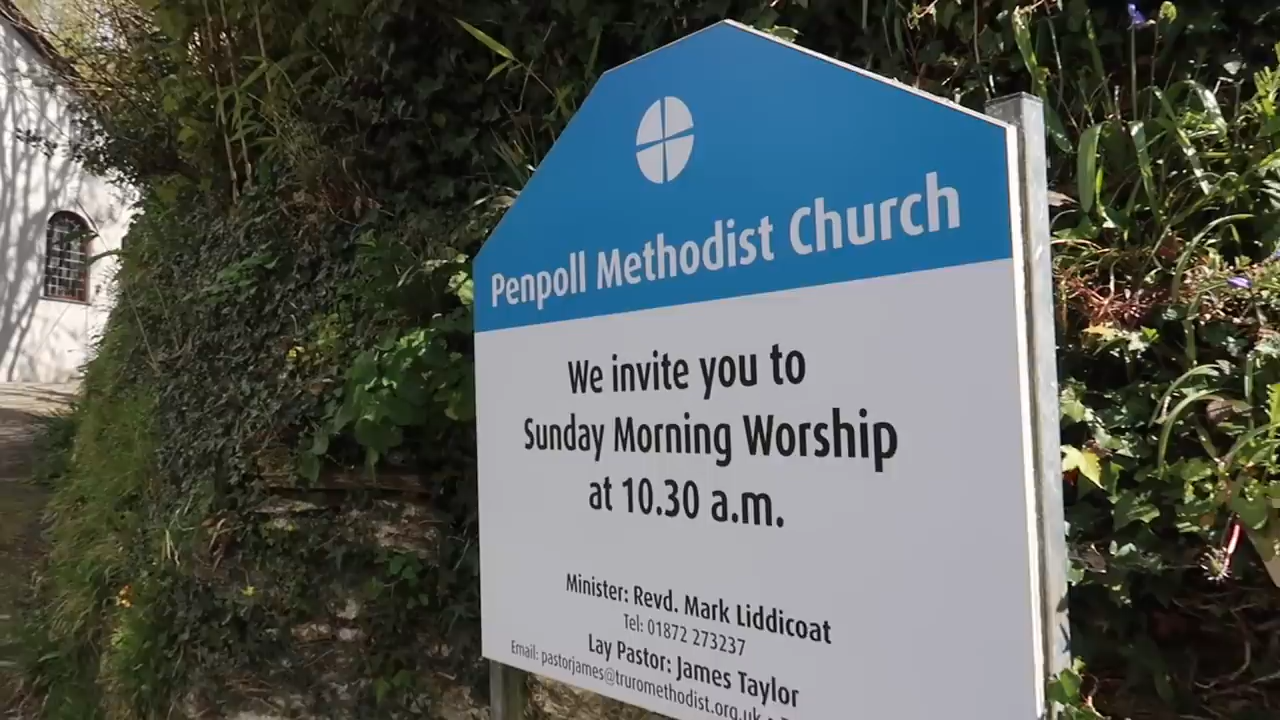 Penpoll Methodist Church
We invite you to
Sunday Morning Worship
at 10.30 a.m.
Minister: Revd. Mark Liddicoat
Tel: 01872 273237
Lay Pastor: James Taylor
Email: pastorjames@truromethodist.org.uk